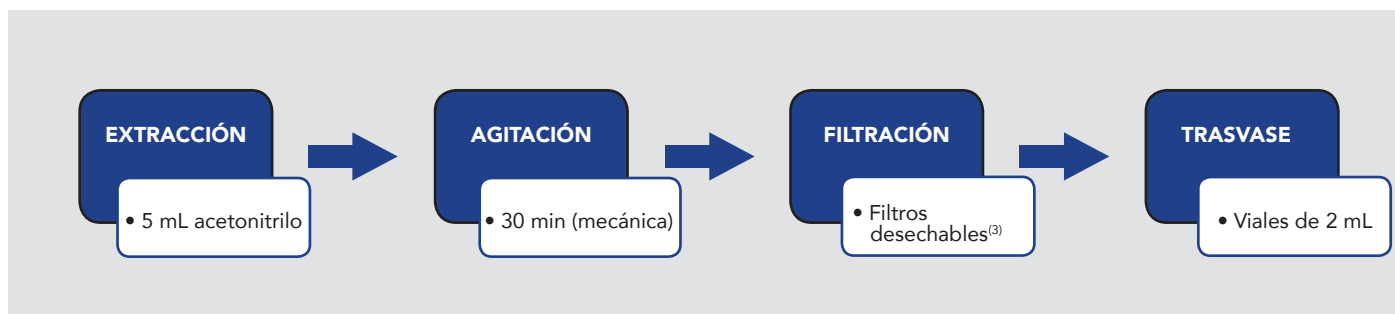 EXTRACCIÓN
• 5 mL acetonitrilo
AGITACIÓN
• 30 min (mecánica)
FILTRACIÓN
• Filtros
desechables(3)
TRASVASE
• Viales de 2 mL